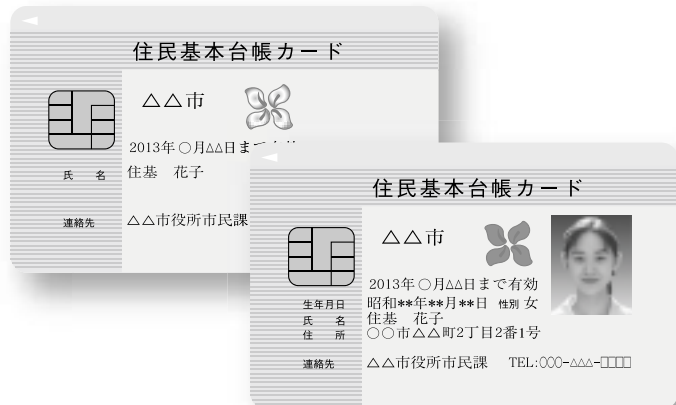 住民基本台帳カード
△△市
2013年○月△△日まで
氏 名 住基 花子
連絡先 △△市役所市民課
住民基本台帳カード
△△市
2013年○月△△日まで有効
生年月日 昭和**年**月**日 性別 女
氏 名 住基 花子
住 所 ○○市△△町2丁目2番1号
連絡先 △△市役所市民課 TEL:○○○-△△△-□□□□